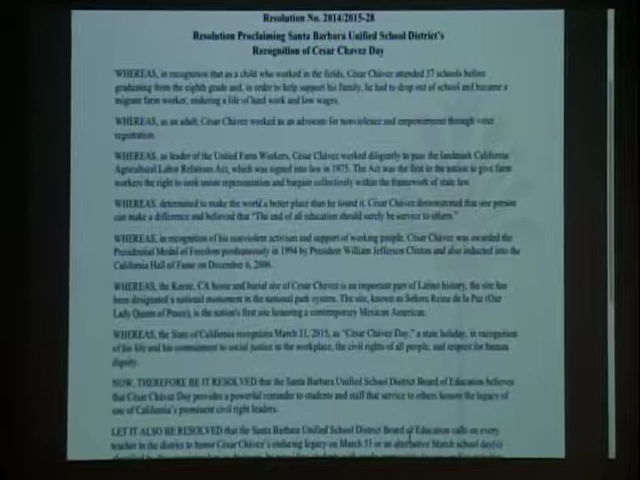 Resolution No. 2014/2015-28
Resolution Proclaiming Santa Barbara Unified School District's
Recognition of Cesar Chavez Day
WHEREAS, in recognition that as a child who worked in the fields, César Chávez attended 37 schools before
graduating from the eighth grade and, in order to help support his family, he had to drop out of school and became a
migrant farm worker, enduring a life of hard work and low wages.
WHEREAS, as an adult, César Chávez worked as an advocate for nonviolence and empowerment through voter
registration.
WHEREAS, as leader of the United Farm Workers, César Chávez worked diligently to pass the landmark California
Agricultural Labor Relations Act, which was signed into law in 1975. The Act was the first in the nation to give farm
workers the right to seek union representation and bargain collectively within the framework of state law.
WHEREAS, determined to make the world a better place than he found it, César Chávez demonstrated that one person
can make a difference and believed that "The end of all education should surely be service to others."
WHEREAS, in recognition of his nonviolent activism and support of working people, César Chávez was awarded the
Presidential Medal of Freedom posthumously in 1994 by President William Jefferson Clinton and also inducted into the
California Hall of Fame on December 6, 2006.
WHEREAS, the Keene, CA home and burial site of Cesar Chavez is an important part of Latino history, the site has
been designated a national monument in the national park system. The site, known as Señora Reina de la Paz (Our
Lady Queen of Peace), is the nation's first site honoring a contemporary Mexican American.
WHEREAS, the State of California recognizes March 31, 2015, as "César Chávez Day," a state holiday, in recognition
of his life and his commitment to social justice in the workplace, the civil rights of all people, and respect for human
dignity.
NOW, THEREFORE BE IT RESOLVED that the Santa Barbara Unified School District Board of Education believes
that César Chávez Day provides a powerful reminder to students and staff that service to others honors the legacy of
one of California's prominent civil right leaders.
LET IT ALSO BE RESOLVED that the Santa Barbara Unified School District Board of Education calls on every
teacher in the district to honor César Chávez's enduring legacy on March 31 or an alternative March school day(s)